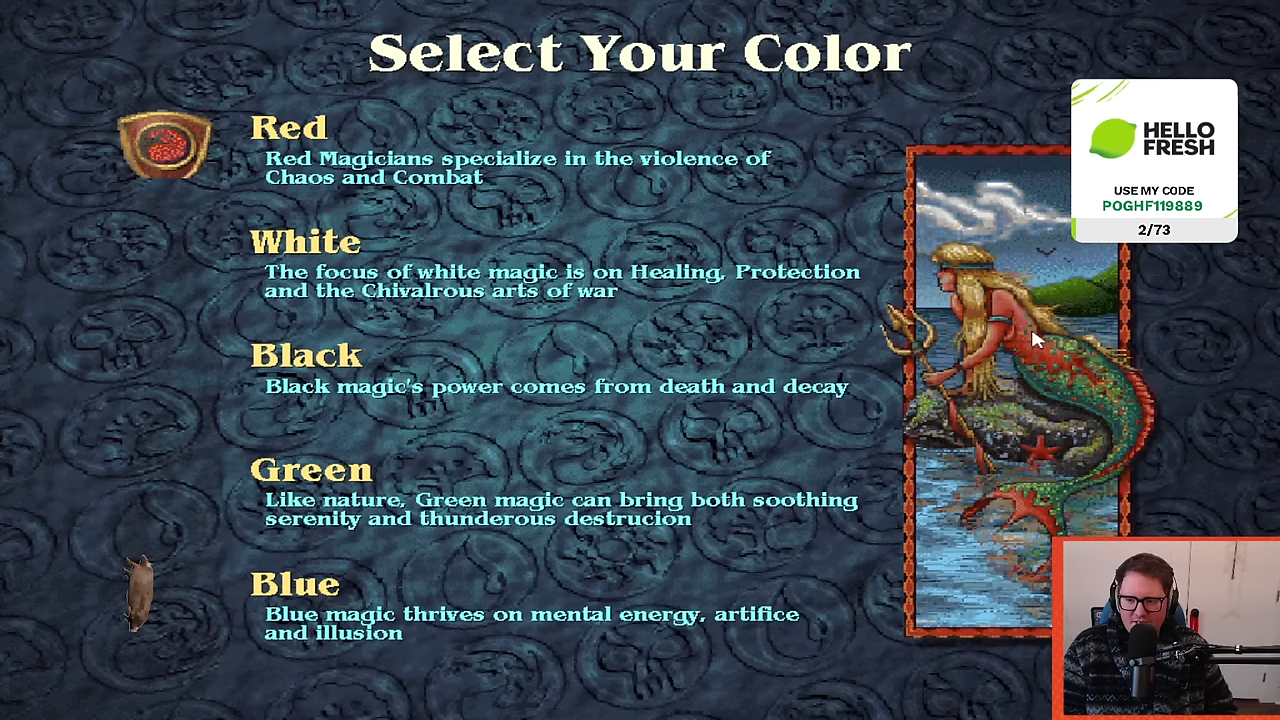 Select Your Color
Red
Red Magicians specialize in the violence of
Chaos and Combat
White
The focus of white magic is on Healing, Protection
and the Chivalrous arts of war
Black
Black magic's power comes from death and decay
Green
Like nature, Green magic can bring both soothing
serenity and thunderous destrucion
Blue
Blue magic thrives on mental energy, artifice
and illusion
HELLO
FRESH
USE MY CODE
POGHF119889
2/73